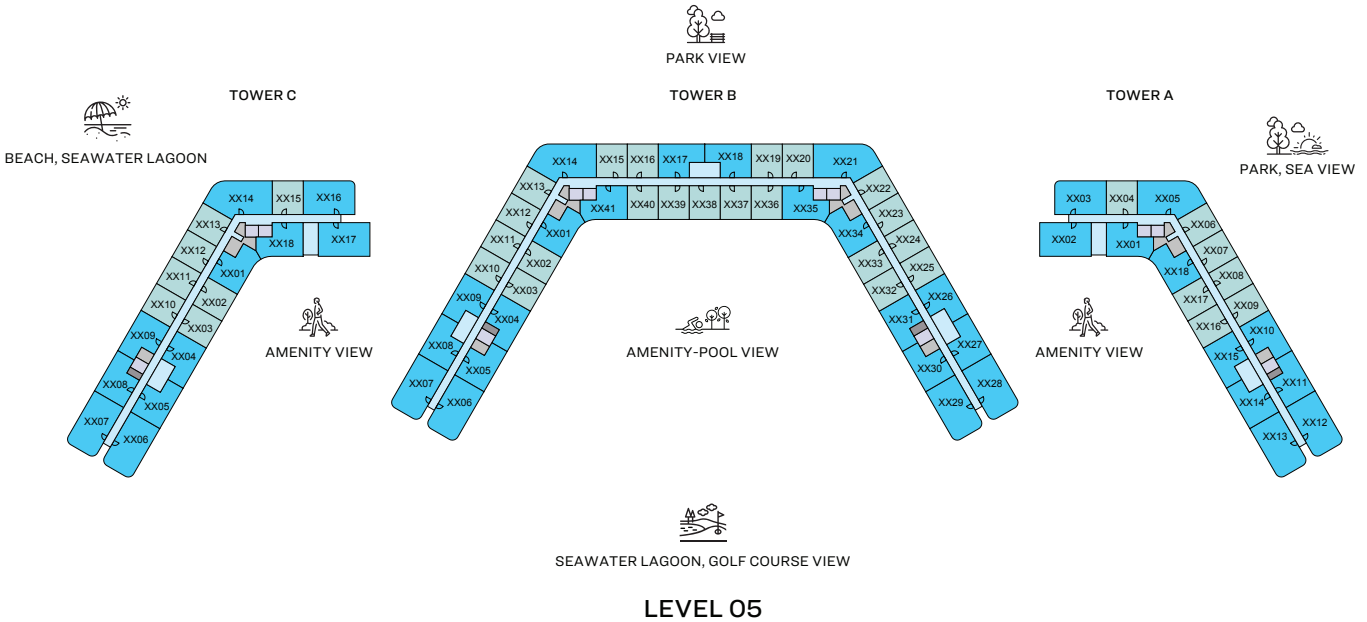 PARK VIEW
TOWER C
TOWER B
TOWER A
BEACH, SEAWATER LAGOON
PARK, SEA VIEW
XX14
XX15
XX16
XX13
XX12
XX11
XX10
XX09
XX08
XX07
XX18
XX17
XX01
XX02
XX03
XX04
XX05
XX06
AMENITY VIEW
XX14
XX15
XX16
XX17
XX18
XX19
XX20
XX21
XX13
XX12
XX11
XX10
XX09
XX08
XX07
XX41
XX40
XX39
XX38
XX37
XX36
XX35
XX01
XX02
XX03
XX04
XX05
XX06
XX22
XX23
XX24
XX25
XX26
XX27
XX28
XX34
XX33
XX32
XX31
XX30
XX29
AMENITY-POOL VIEW
XX03
XX04
XX05
XX02
XX01
XX06
XX07
XX08
XX09
XX10
XX11
XX12
XX18
XX17
XX16
XX15
XX14
XX13
AMENITY VIEW
SEAWATER LAGOON, GOLF COURSE VIEW
LEVEL 05